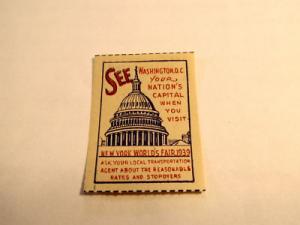 SEE
WASHINGTON, D.C.
YOUR
NATION'S
CAPITAL
WHEN
YOU
VISIT
NEW YORK WORLD'S FAIR 1939
ASK YOUR LOCAL TRANSPORTATION
AGENT ABOUT THE REASONABLE
RATES AND STOPOVERS